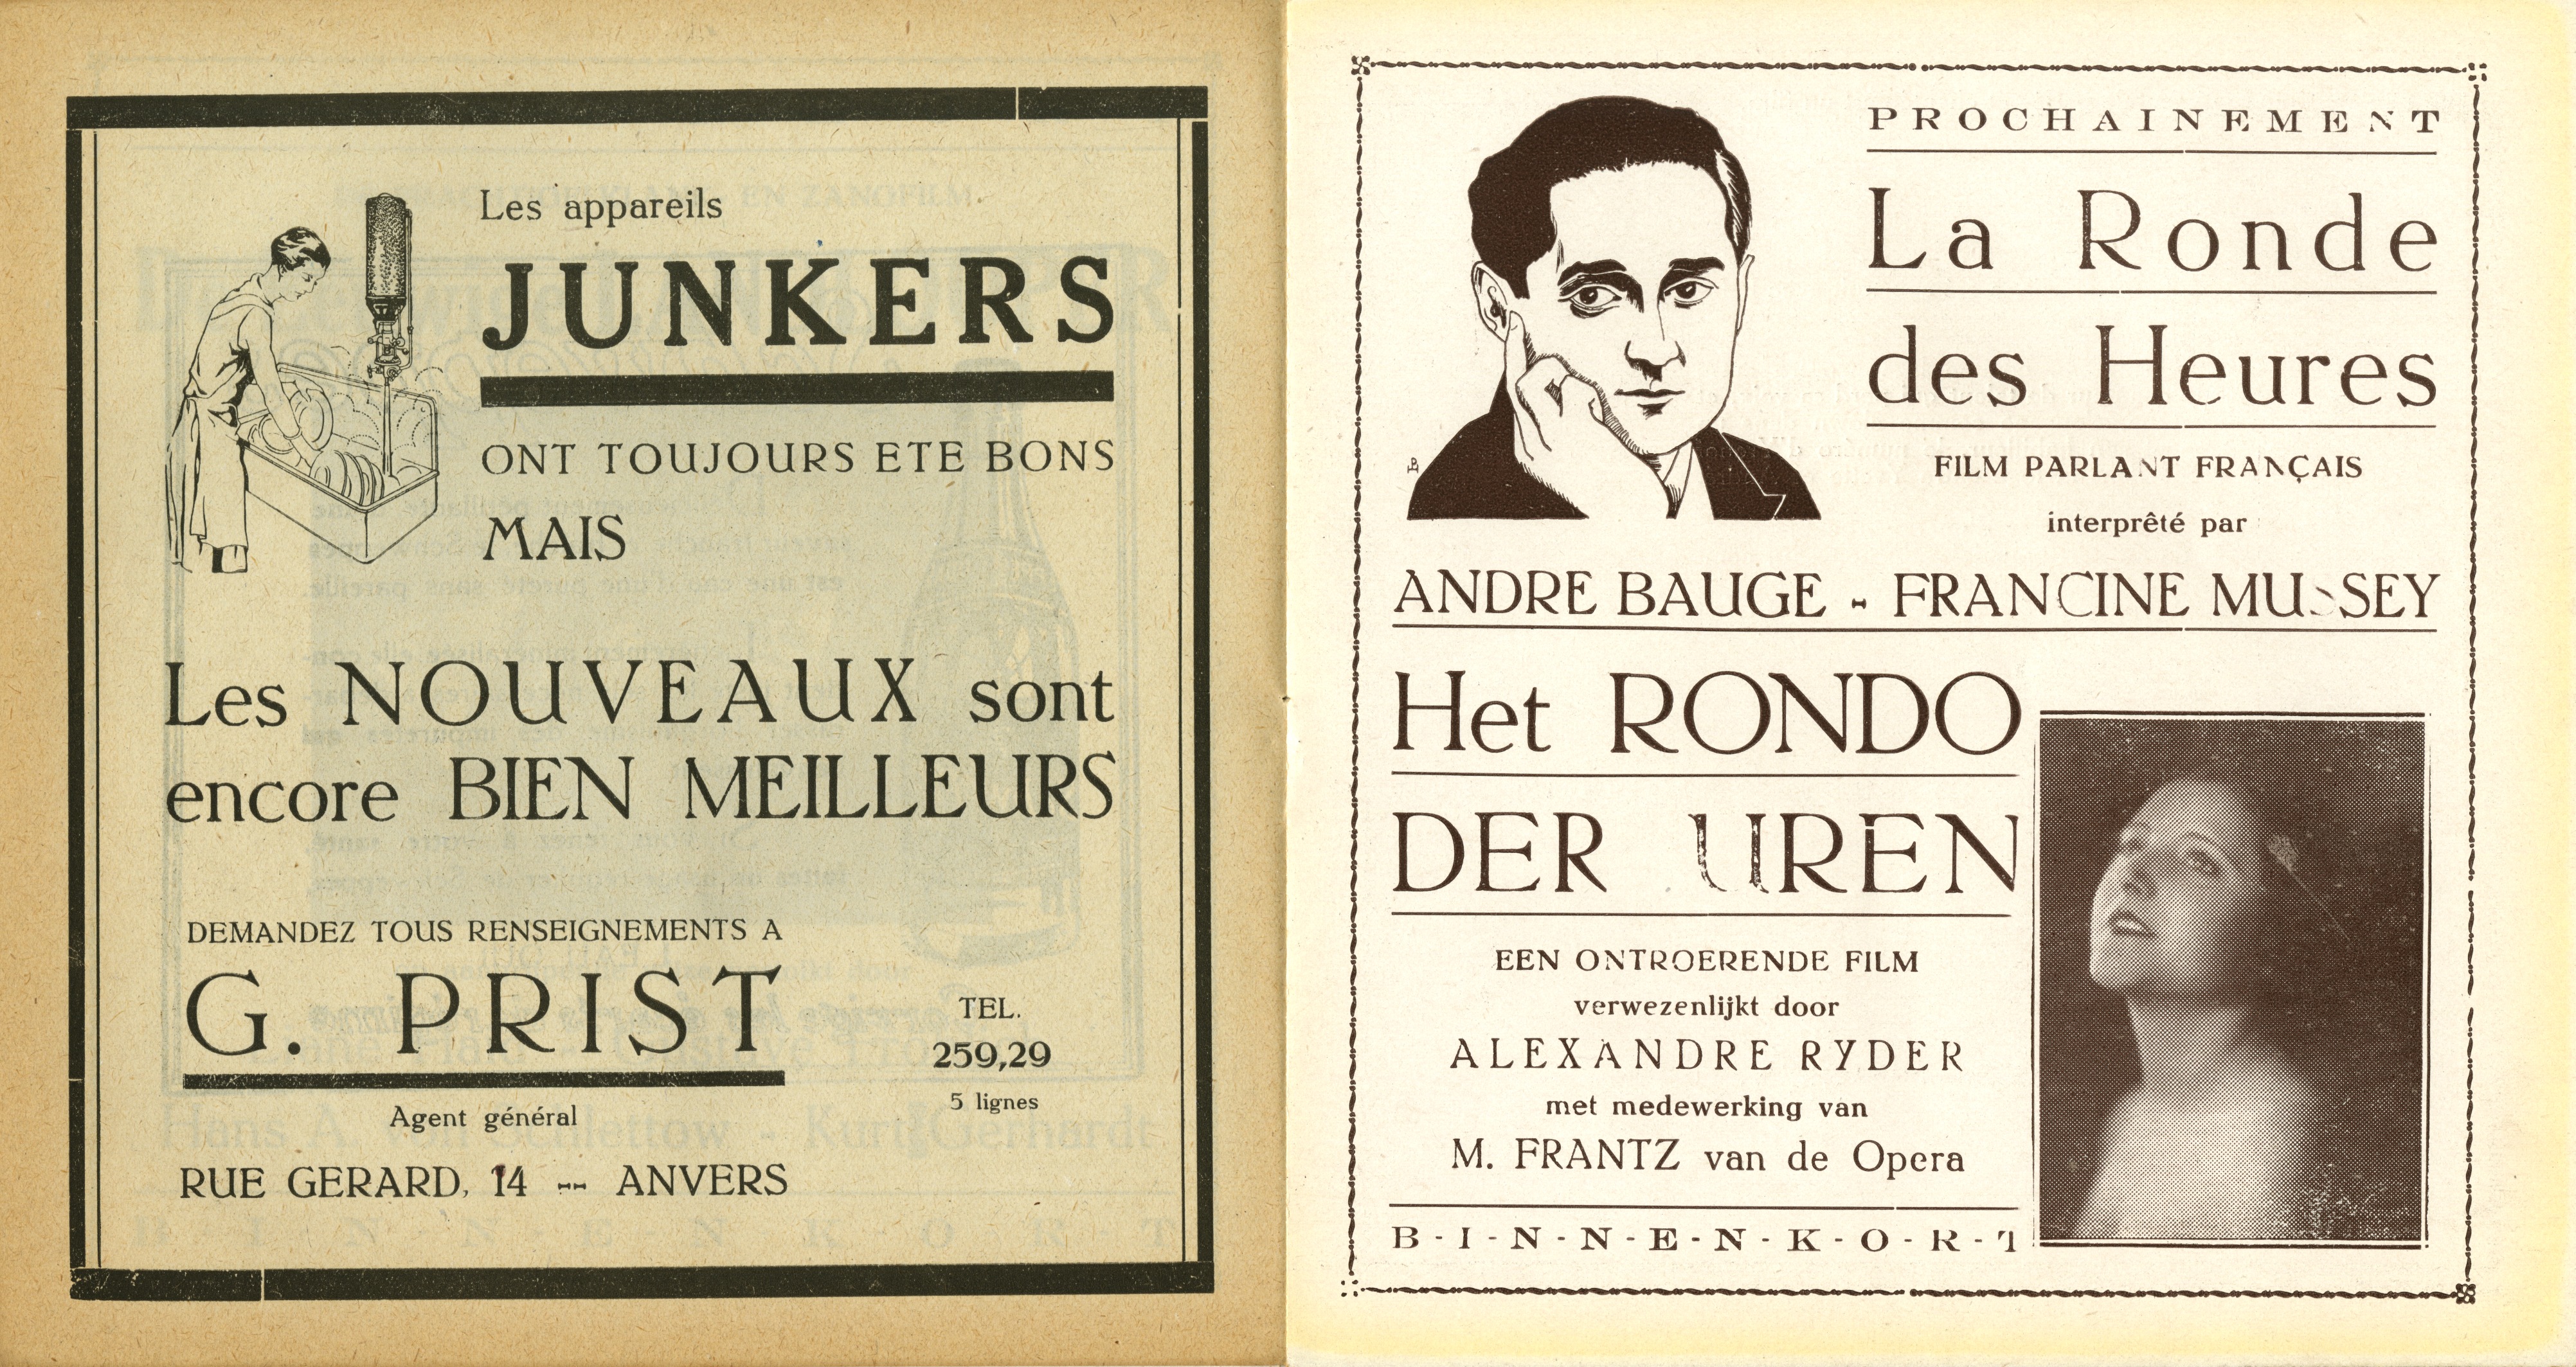 Les appareils
JUNKERS
ONT TOUJOURS ETE BONS
MAIS
Les NOUVEAUX sont
encore BIEN MEILLEURS
DEMANDEZ TOUS RENSEIGNEMENTS A
G. PRIST
Agent général
RUE GERARD, 14 -- ANVERS
TEL.
259,29
5 lignes
PROCHAINEMENT
La Ronde
des Heures
FILM PARLANT FRANÇAIS
interprêté par
ANDRE BAUGE - FRANCINE MUSSEY
Het RONDO
DER UREN
EEN ONTROERENDE FILM
verwezenlijkt door
ALEXANDRE RYDER
met medewerking van
M. FRANTZ van de Opera
B-I-N-N-E-N-K-O-R-T